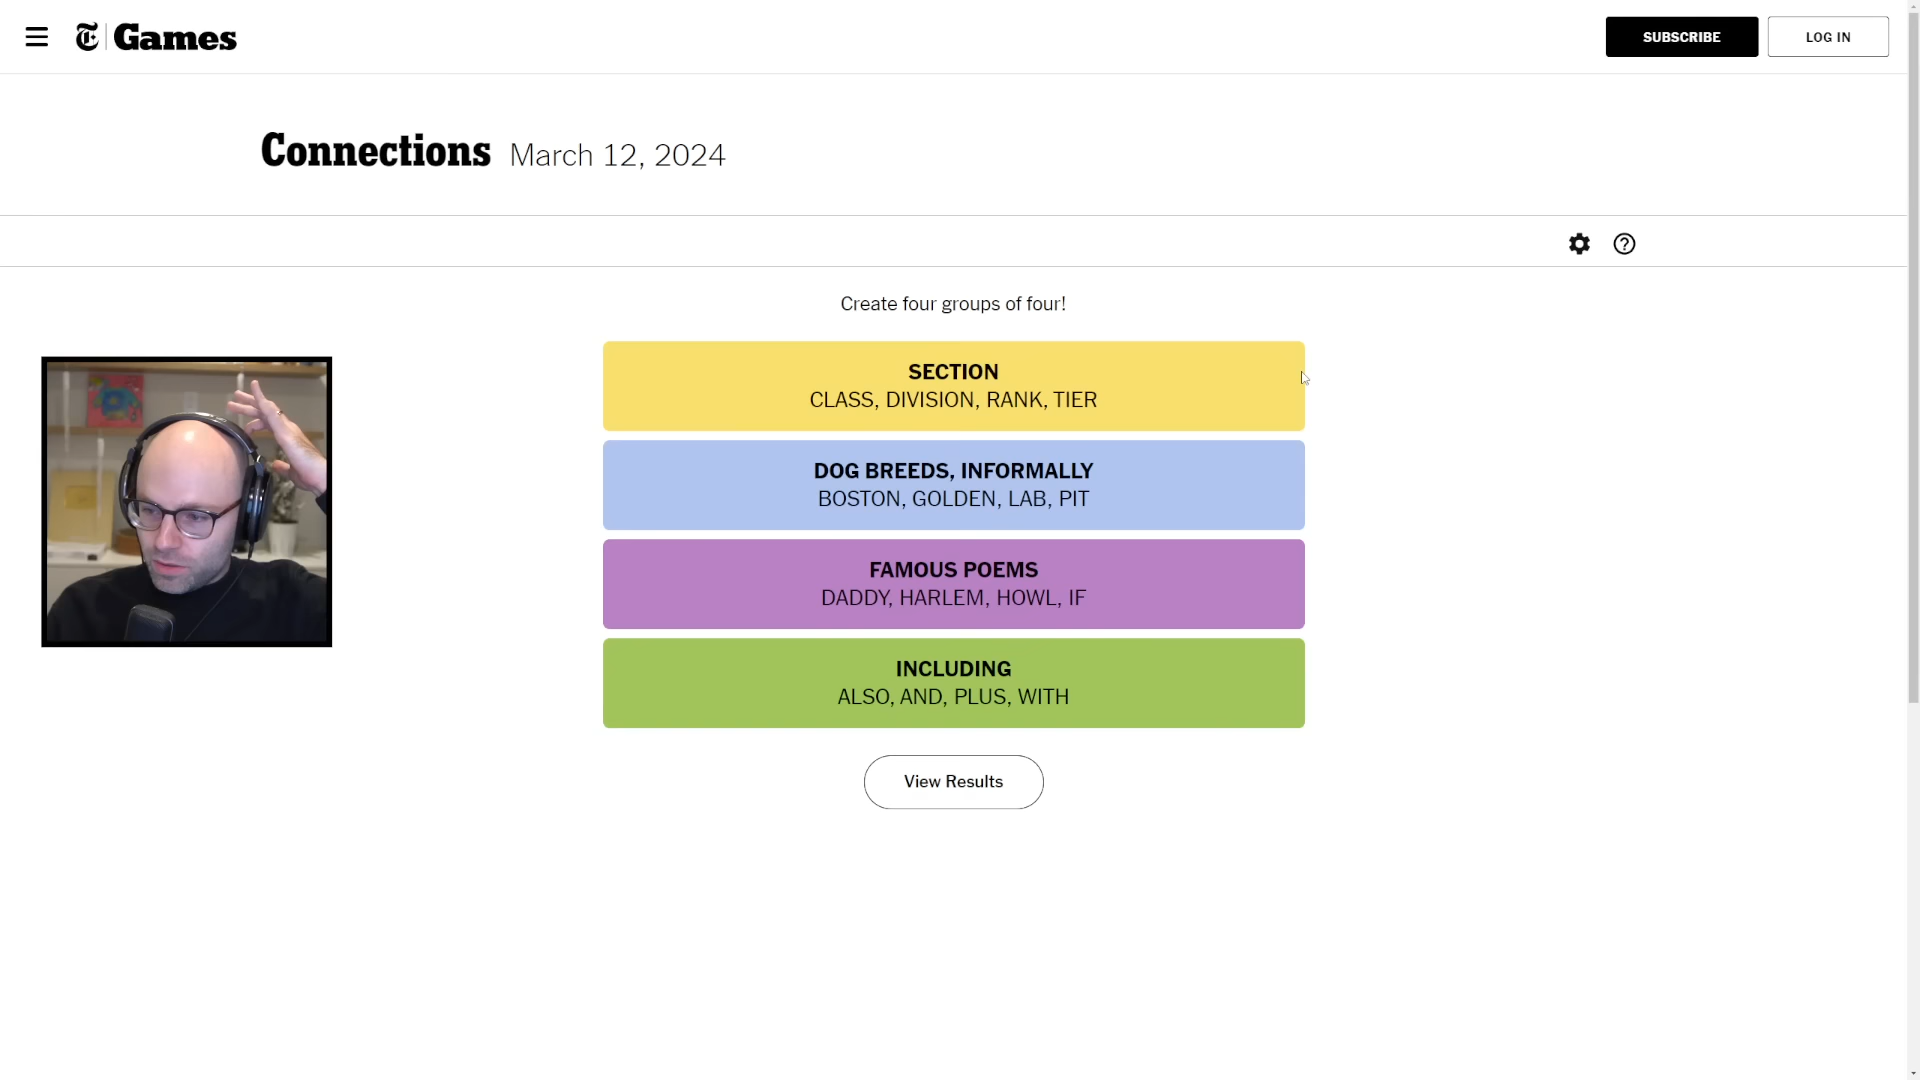 Games
SUBSCRIBE
LOG IN
Connections March 12, 2024
Create four groups of four!
SECTION
CLASS, DIVISION, RANK, TIER
DOG BREEDS, INFORMALLY
BOSTON, GOLDEN, LAB, PIT
FAMOUS POEMS
DADDY, HARLEM, HOWL, IF
INCLUDING
ALSO, AND, PLUS, WITH
View Results